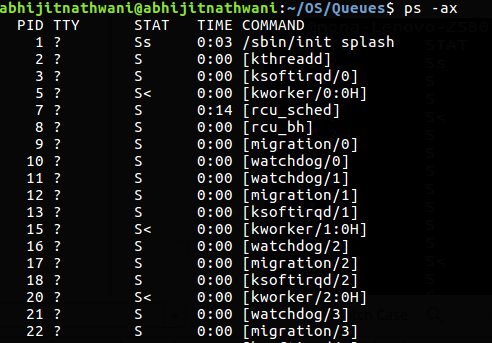 abhijitnathwani@abhijitnathwani:~/OS/Queues$ ps -ax
  PID TTY      STAT   TIME COMMAND
    1 ?        Ss     0:03 /sbin/init splash
    2 ?        S      0:00 [kthreadd]
    3 ?        S      0:00 [ksoftirqd/0]
    5 ?        S<     0:00 [kworker/0:0H]
    7 ?        S      0:14 [rcu_sched]
    8 ?        S      0:00 [rcu_bh]
    9 ?        S      0:00 [migration/0]
   10 ?        S      0:00 [watchdog/0]
   11 ?        S      0:00 [watchdog/1]
   12 ?        S      0:00 [migration/1]
   13 ?        S      0:00 [ksoftirqd/1]
   15 ?        S<     0:00 [kworker/1:0H]
   16 ?        S      0:00 [watchdog/2]
   17 ?        S      0:00 [migration/2]
   18 ?        S      0:00 [ksoftirqd/2]
   20 ?        S<     0:00 [kworker/2:0H]
   21 ?        S      0:00 [watchdog/3]
   22 ?        S      0:00 [migration/3]